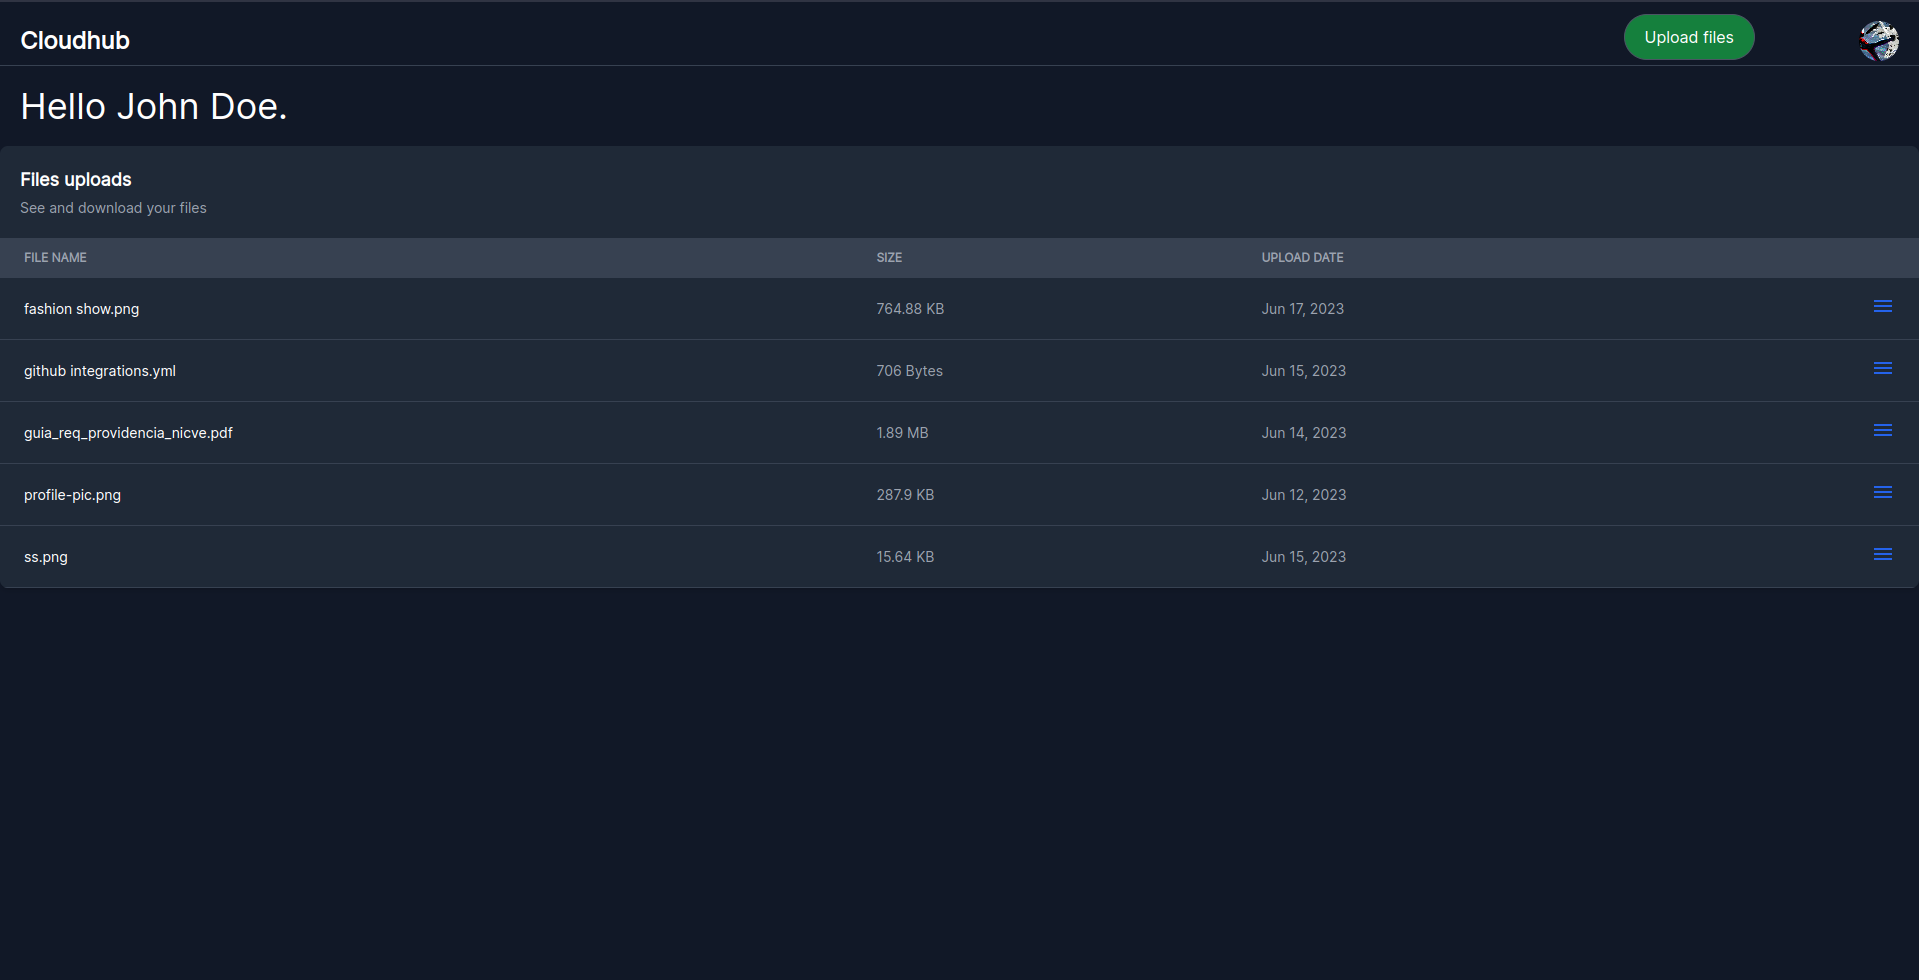 Cloudhub
Upload files
Hello John Doe.
Files uploads
See and download your files
FILE NAME SIZE UPLOAD DATE
fashion show.png 764.88 KB Jun 17, 2023
github integrations.yml 706 Bytes Jun 15, 2023
guia_req_providencia_nicve.pdf 1.89 MB Jun 14, 2023
profile-pic.png 287.9 KB Jun 12, 2023
ss.png 15.64 KB Jun 15, 2023